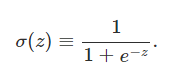 σ(z) ≡ 1 / (1 + e^{−z}).